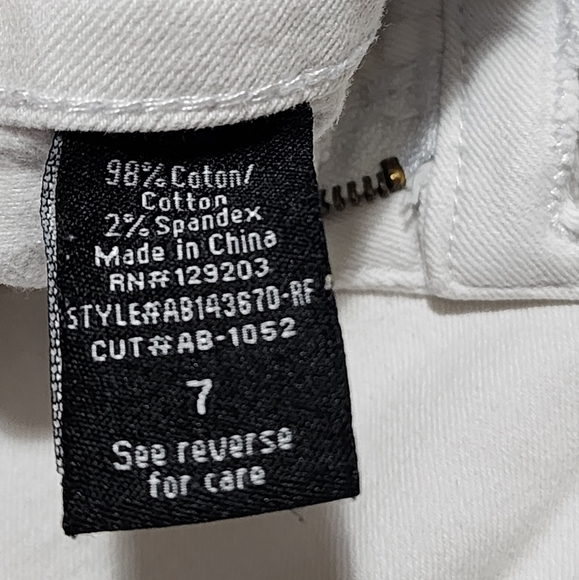 98% Coton/
Cotton
2% Spandex
Made in China
RN#129203
STYLE#AB143670-RF
CUT#AB-1052
7
See reverse
for care